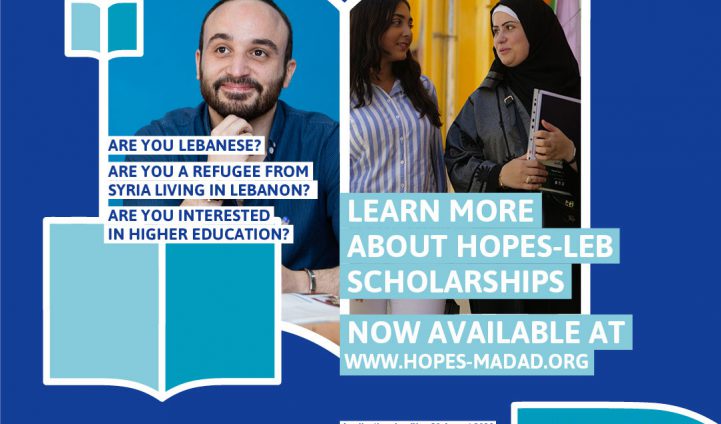 ARE YOU LEBANESE?
ARE YOU A REFUGEE FROM
SYRIA LIVING IN LEBANON?
ARE YOU INTERESTED
IN HIGHER EDUCATION?
LEARN MORE
ABOUT HOPES-LEB
SCHOLARSHIPS
NOW AVAILABLE AT
WWW.HOPES-MADAD.ORG